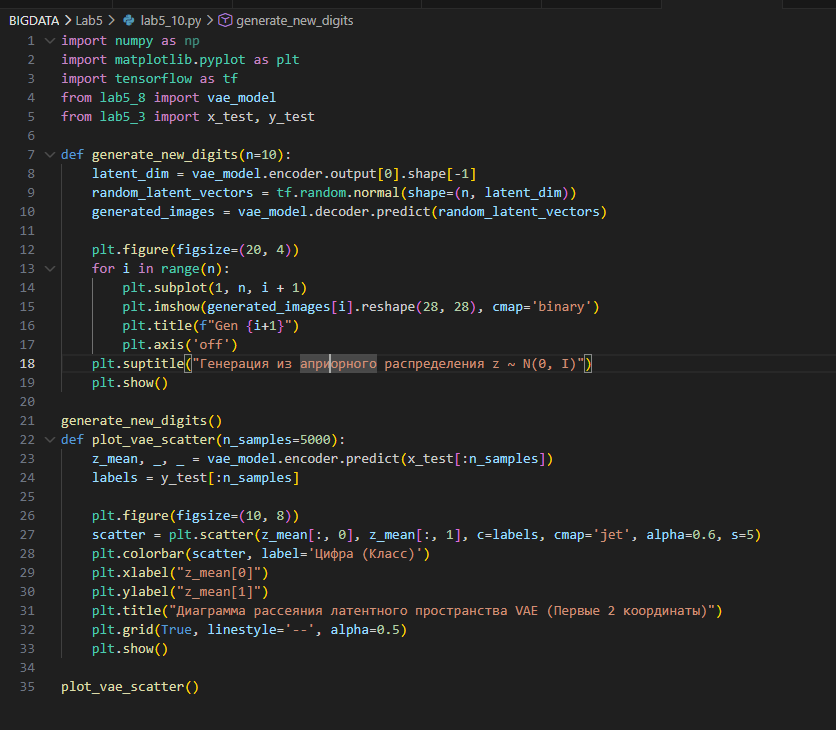 BIGDATA > Lab5 > lab5_10.py > generate_new_digits
1 import numpy as np
2 import matplotlib.pyplot as plt
3 import tensorflow as tf
4 from lab5_8 import vae_model
5 from lab5_3 import x_test, y_test
6
7 def generate_new_digits(n=10):
8     latent_dim = vae_model.encoder.output[0].shape[-1]
9     random_latent_vectors = tf.random.normal(shape=(n, latent_dim))
10     generated_images = vae_model.decoder.predict(random_latent_vectors)
11
12     plt.figure(figsize=(20, 4))
13     for i in range(n):
14         plt.subplot(1, n, i + 1)
15         plt.imshow(generated_images[i].reshape(28, 28), cmap='binary')
16         plt.title(f"Gen {i+1}")
17         plt.axis('off')
18     plt.suptitle("Генерация из априорного распределения z ~ N(0, I)")
19     plt.show()
20
21 generate_new_digits()
22 def plot_vae_scatter(n_samples=5000):
23     z_mean, _, _ = vae_model.encoder.predict(x_test[:n_samples])
24     labels = y_test[:n_samples]
25
26     plt.figure(figsize=(10, 8))
27     scatter = plt.scatter(z_mean[:, 0], z_mean[:, 1], c=labels, cmap='jet', alpha=0.6, s=5)
28     plt.colorbar(scatter, label='Цифра (Класс)')
29     plt.xlabel("z_mean[0]")
30     plt.ylabel("z_mean[1]")
31     plt.title("Диаграмма рассеяния латентного пространства VAE (Первые 2 координаты)")
32     plt.grid(True, linestyle='--', alpha=0.5)
33     plt.show()
34
35 plot_vae_scatter()